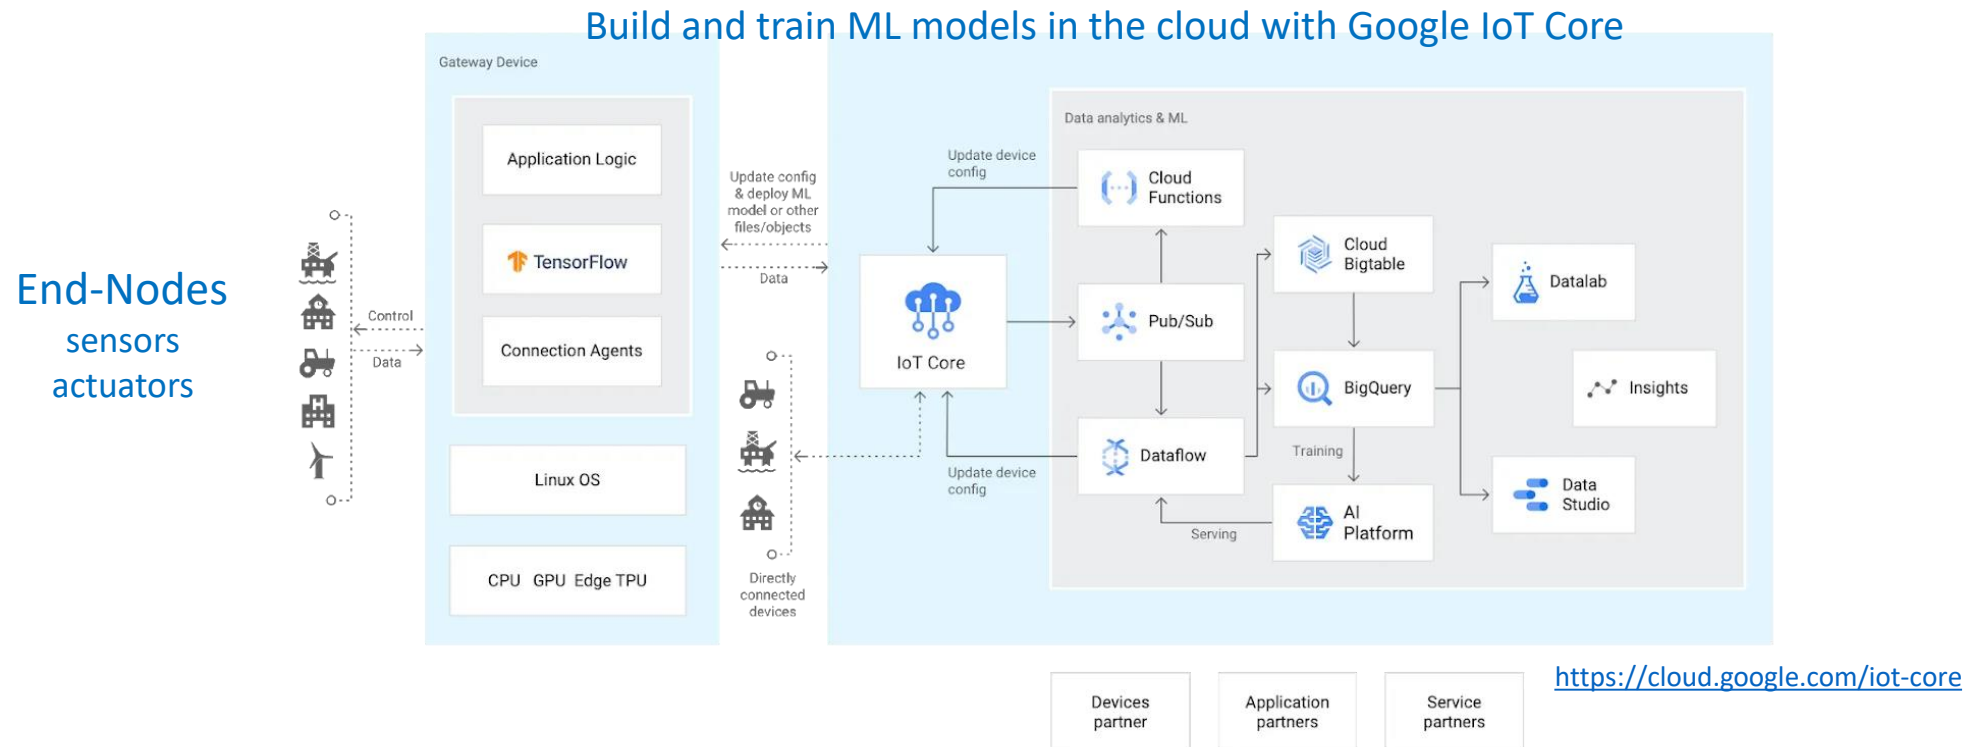 Build and train ML models in the cloud with Google IoT Core
End-Nodes
sensors
actuators
Control
Data
Gateway Device
Application Logic
TensorFlow
Connection Agents
Linux OS
CPU GPU Edge TPU
Update config
& deploy ML
model or other
files/objects
Data
Directly
connected
devices
IoT Core
Update device
config
Update device
config
Data analytics & ML
Cloud
Functions
Pub/Sub
Dataflow
Cloud
Bigtable
BigQuery
Training
AI
Platform
Serving
Datalab
Insights
Data
Studio
Devices
partner
Application
partners
Service
partners
https://cloud.google.com/iot-core